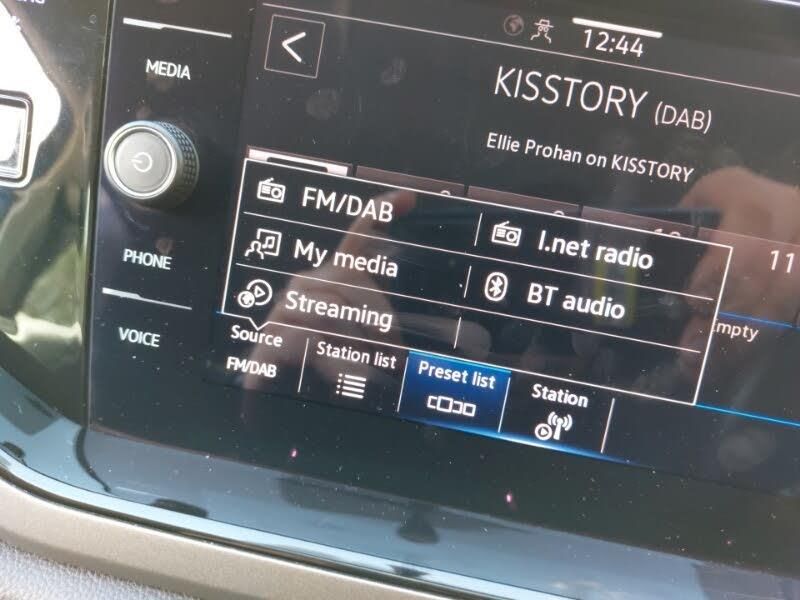 12:44
MEDIA
KISSTORY (DAB)
Ellie Prohan on KISSTORY
FM/DAB
I.net radio
My media
BT audio
Streaming
11
PHONE
VOICE
Source
FM/DAB
Station list
Preset list
Station